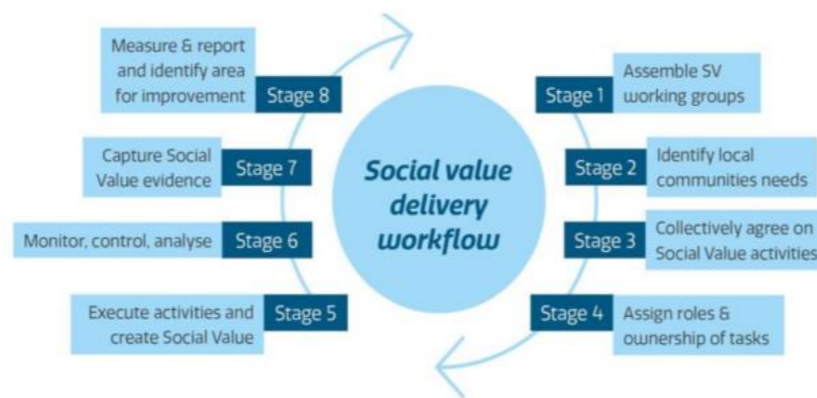 Social value
delivery
workflow
Stage 1
Assemble SV
working groups
Stage 2
Identify local
communities needs
Stage 3
Collectively agree on
Social Value activities
Stage 4
Assign roles &
ownership of tasks
Stage 5
Execute activities and
create Social Value
Stage 6
Monitor, control, analyse
Stage 7
Capture Social
Value evidence
Stage 8
Measure & report
and identify area
for improvement